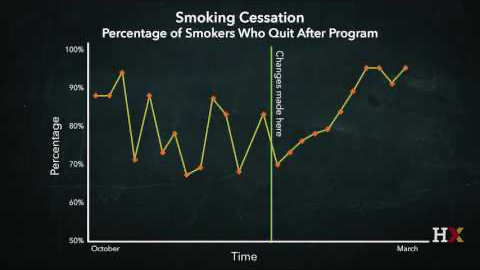 Smoking Cessation
Percentage of Smokers Who Quit After Program
100%
90%
80%
70%
60%
50%
Percentage
Changes made here
October
March
Time
HX